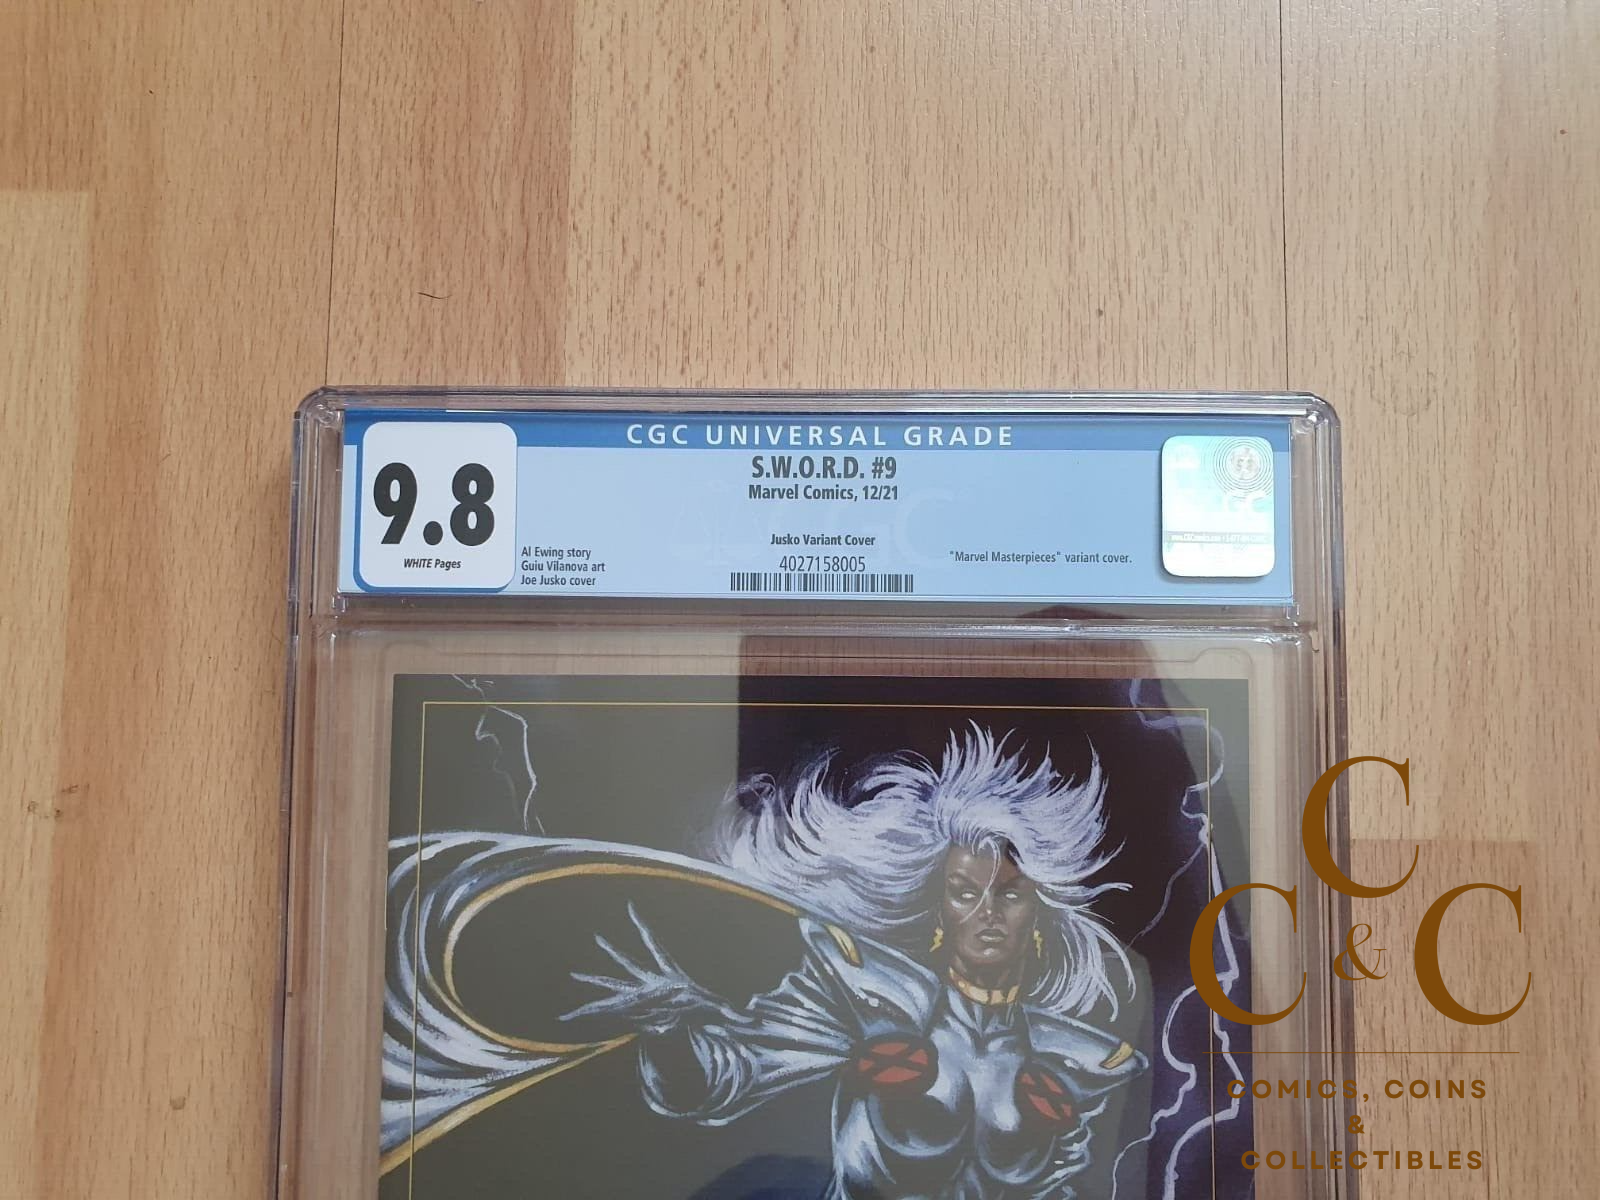 CGC UNIVERSAL GRADE
9.8
WHITE Pages
S.W.O.R.D. #9
Marvel Comics, 12/21
Al Ewing story
Guiu Vilanova art
Joe Jusko cover
Jusko Variant Cover
4027158005
"Marvel Masterpieces" variant cover.
CGC
C
C & C
COMICS, COINS
&
COLLECTIBLES